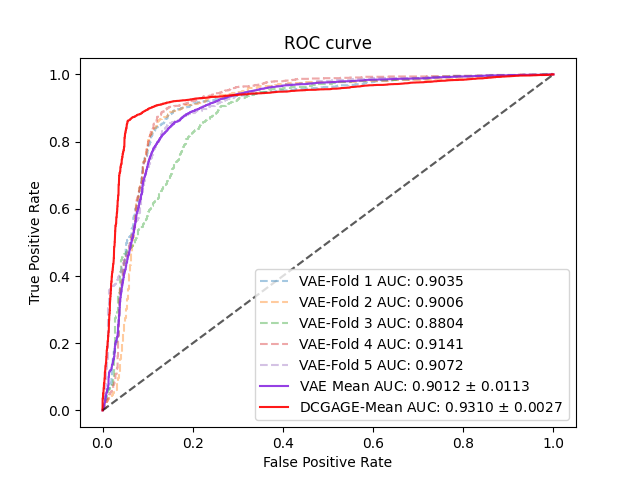 ROC curve
True Positive Rate
1.0
0.8
0.6
0.4
0.2
0.0
VAE-Fold 1 AUC: 0.9035
VAE-Fold 2 AUC: 0.9006
VAE-Fold 3 AUC: 0.8804
VAE-Fold 4 AUC: 0.9141
VAE-Fold 5 AUC: 0.9072
VAE Mean AUC: 0.9012 ± 0.0113
DCGAGE-Mean AUC: 0.9310 ± 0.0027
0.0 0.2 0.4 0.6 0.8 1.0
False Positive Rate